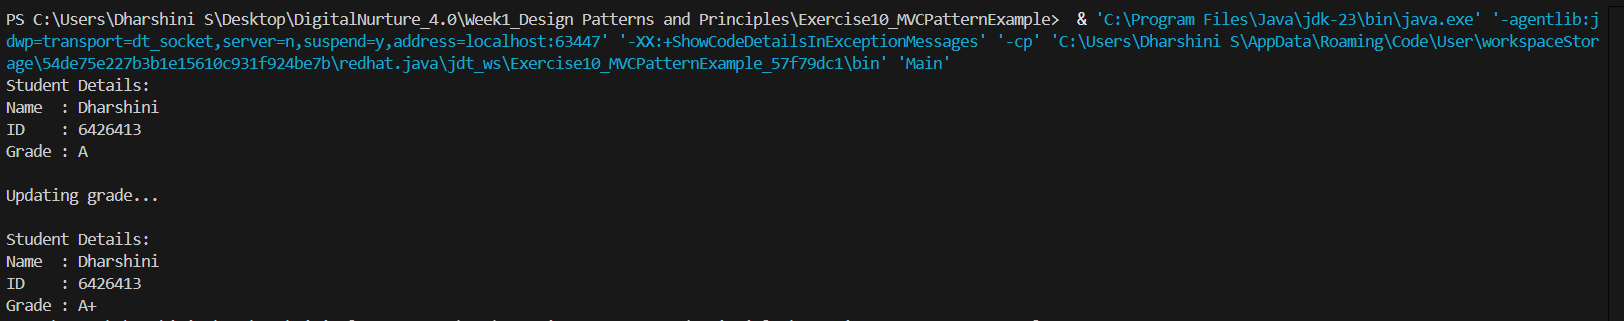 PS C:\Users\Dharshini S\Desktop\DigitalNurture_4.0\Week1_Design Patterns and Principles\Exercise10_MVCPatternExample>  & 'C:\Program Files\Java\jdk-23\bin\java.exe' '-agentlib:j
dwp=transport=dt_socket,server=n,suspend=y,address=localhost:63447' '-XX:+ShowCodeDetailsInExceptionMessages' '-cp' 'C:\Users\Dharshini S\AppData\Roaming\Code\User\workspaceStor
age\54de75e227b3b1e15610c931f924be7b\redhat.java\jdt_ws\Exercise10_MVCPatternExample_57f79dc1\bin' 'Main'
Student Details:
Name  : Dharshini
ID    : 6426413
Grade : A
Updating grade...
Student Details:
Name  : Dharshini
ID    : 6426413
Grade : A+